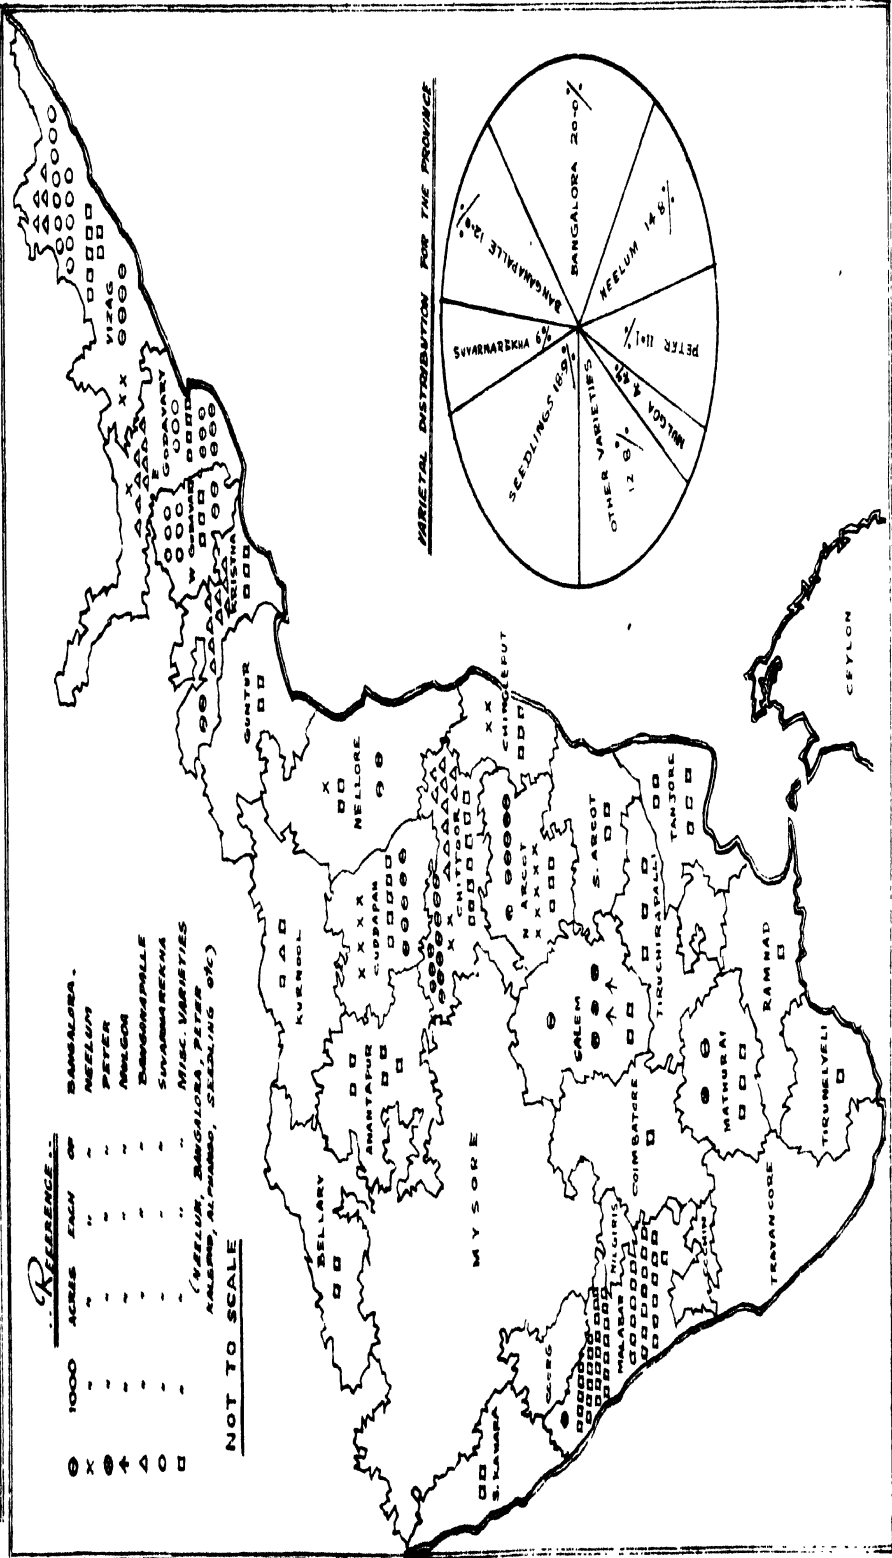 REFERENCE
1000 ACRES EACH OF BANGALORA.
" " " " NEELUM
" " " " PETER
" " " " MULGOA
" " " " BANGANAPALLE
" " " " SUVARNAREKHA
" " " " MISC. VARIETIES
(NEELUM, BANGALORA, PETER
ALPHANSO, SEEDLING ETC)
NOT TO SCALE
VARIETAL DISTRIBUTION FOR THE PROVINCE
BANGALORA 20.0%
NEELUM 14.8%
PETER 11.1%
MULGOA 4.4%
OTHER VARIETIES
12.8%
SEEDLINGS 18.9%
SUVARNAREKHA 6%
BANGANAPALLE 12.0%
VIZAG
E
GODAVARY
W GODAVARI
KRISTNA
GUNTUR
NELLORE
KURNOOL
CUDDAPAH
CHITTOOR
CHINGLEPUT
N ARCOT
S. ARCOT
TANJORE
TIRUCHIRAPALLI
SALEM
ANANTAPUR
BELLARY
MYSORE
COIMBATORE
NILGIRIS
MALABAR
COORG
S. KANARA
COCHIN
TRAVANCORE
MATHURAI
RAMNAD
TIRUNELVELI
CEYLON